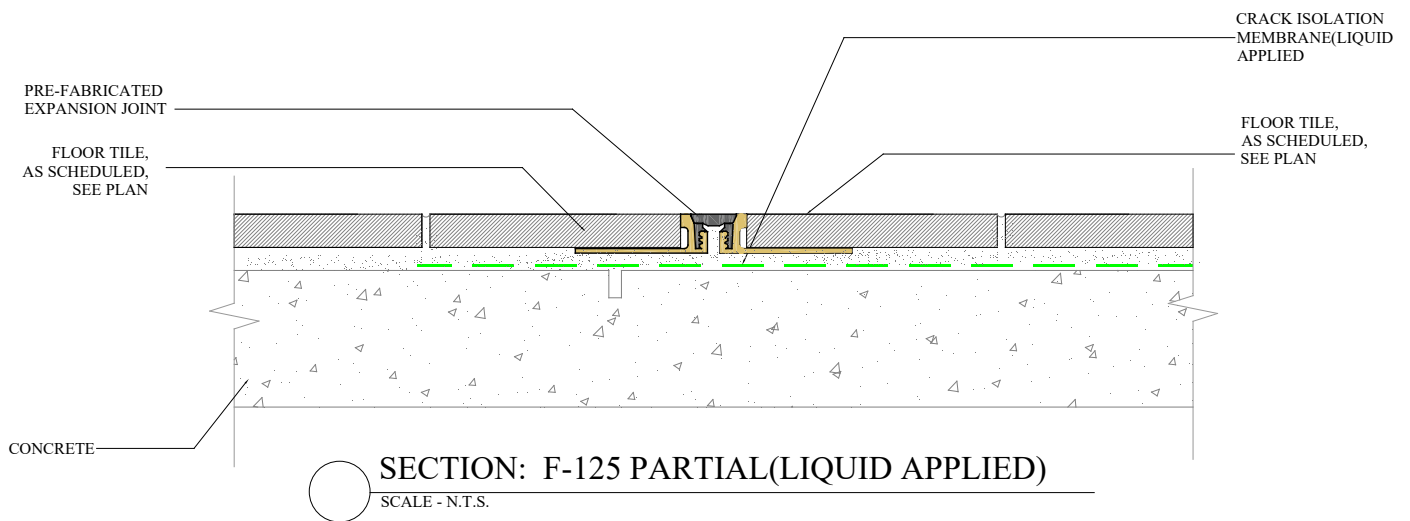 CRACK ISOLATION
MEMBRANE(LIQUID
APPLIED
PRE-FABRICATED
EXPANSION JOINT
FLOOR TILE,
AS SCHEDULED,
SEE PLAN
FLOOR TILE,
AS SCHEDULED,
SEE PLAN
CONCRETE
SECTION: F-125 PARTIAL(LIQUID APPLIED)
SCALE - N.T.S.